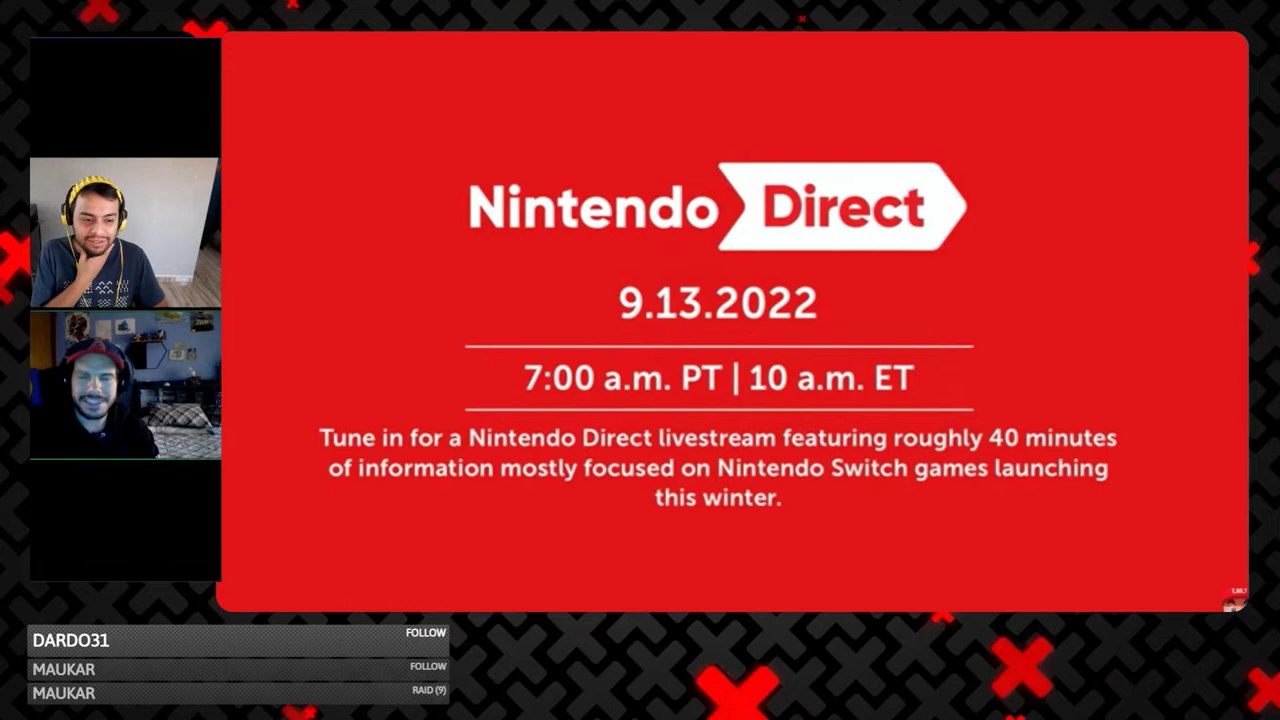 Nintendo Direct
9.13.2022
7:00 a.m. PT | 10 a.m. ET
Tune in for a Nintendo Direct livestream featuring roughly 40 minutes
of information mostly focused on Nintendo Switch games launching
this winter.
DARDO31 FOLLOW
MAUKAR FOLLOW
MAUKAR RAID (9)